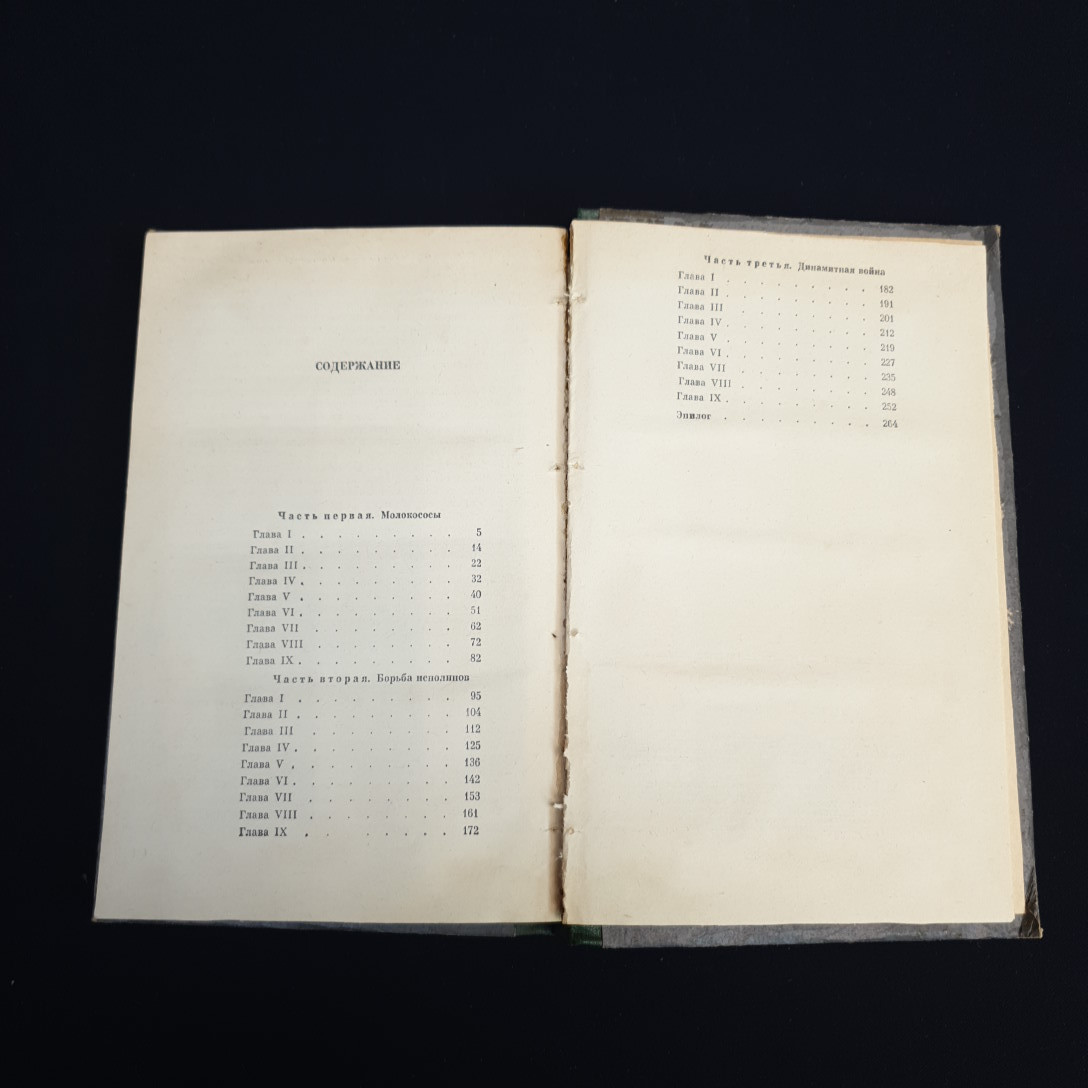 СОДЕРЖАНИЕ
Часть первая. Молокососы
Глава I . . . . . . . . . 5
Глава II . . . . . . . . . 14
Глава III . . . . . . . . . 22
Глава IV . . . . . . . . . 32
Глава V . . . . . . . . . 40
Глава VI . . . . . . . . . 51
Глава VII . . . . . . . . 62
Глава VIII . . . . . . . . 72
Глава IX . . . . . . . . . 82
Часть вторая. Борьба исполинов
Глава I . . . . . . . . . 95
Глава II . . . . . . . . . 104
Глава III . . . . . . . . 112
Глава IV . . . . . . . . . 125
Глава V . . . . . . . . . 136
Глава VI . . . . . . . . . 142
Глава VII . . . . . . . . 153
Глава VIII . . . . . . . . 161
Глава IX . . . . . . . . 172
Часть третья. Динамитная война
Глава I . . . . . . . . . 182
Глава II . . . . . . . . . 191
Глава III . . . . . . . . 201
Глава IV . . . . . . . . . 212
Глава V . . . . . . . . . 219
Глава VI . . . . . . . . . 227
Глава VII . . . . . . . . 235
Глава VIII . . . . . . . . 248
Глава IX . . . . . . . . . 252
Эпилог . . . . . . . . . 264